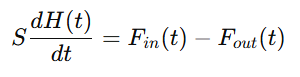 S dH(t)/dt = F_in(t) − F_out(t)